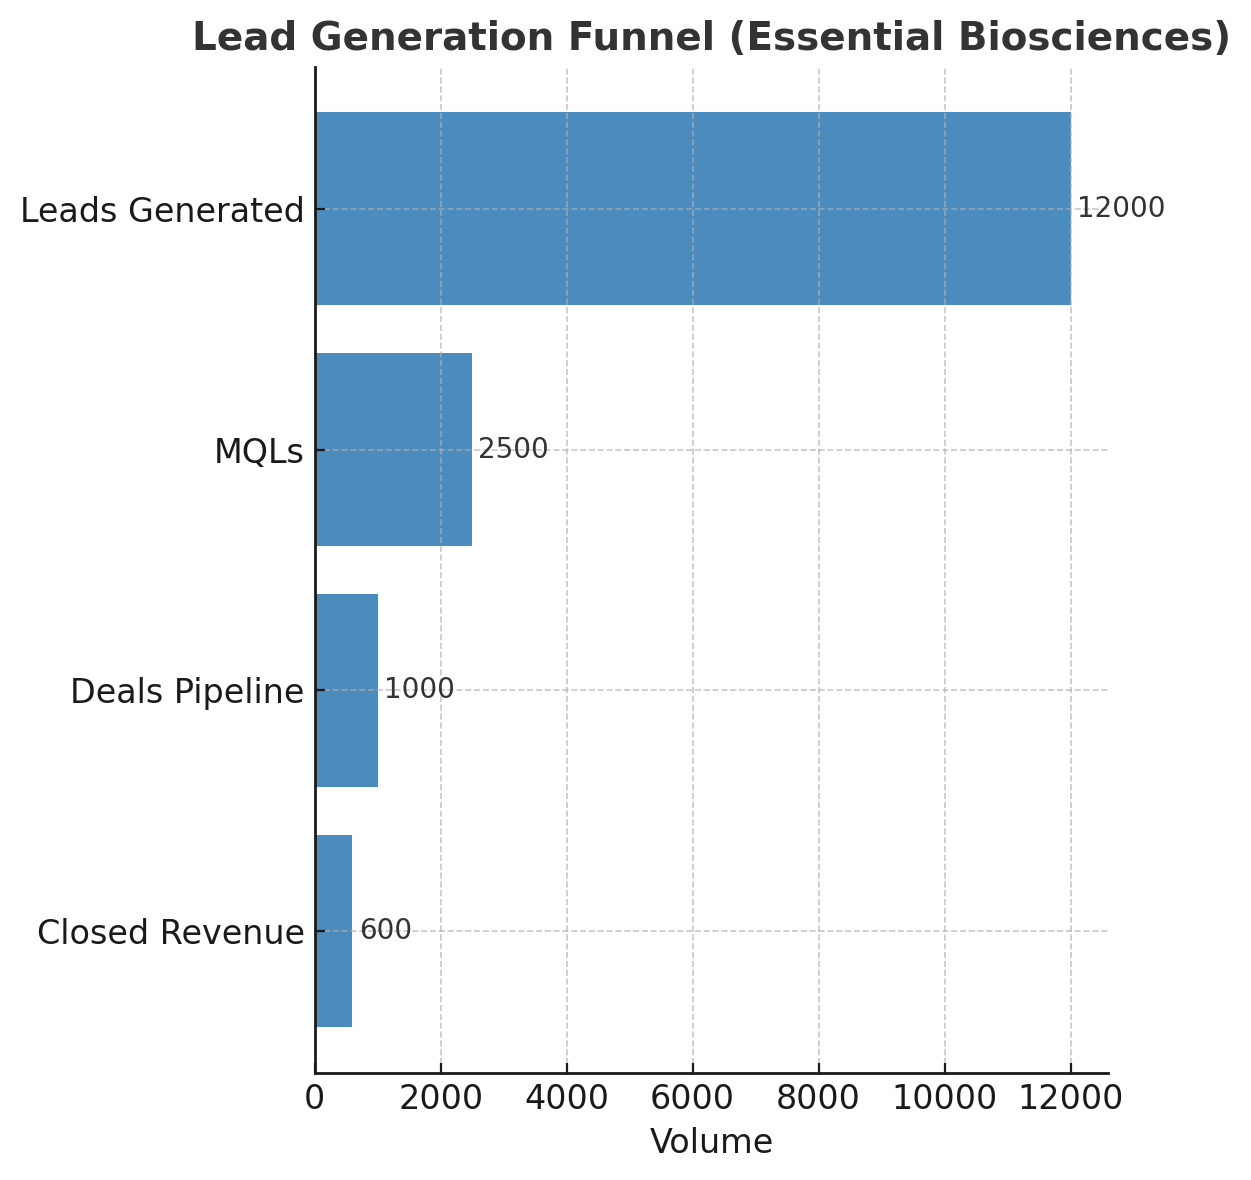 Lead Generation Funnel (Essential Biosciences)
Leads Generated
12000
MQLs
2500
Deals Pipeline
1000
Closed Revenue
600
0 2000 4000 6000 8000 10000 12000
Volume